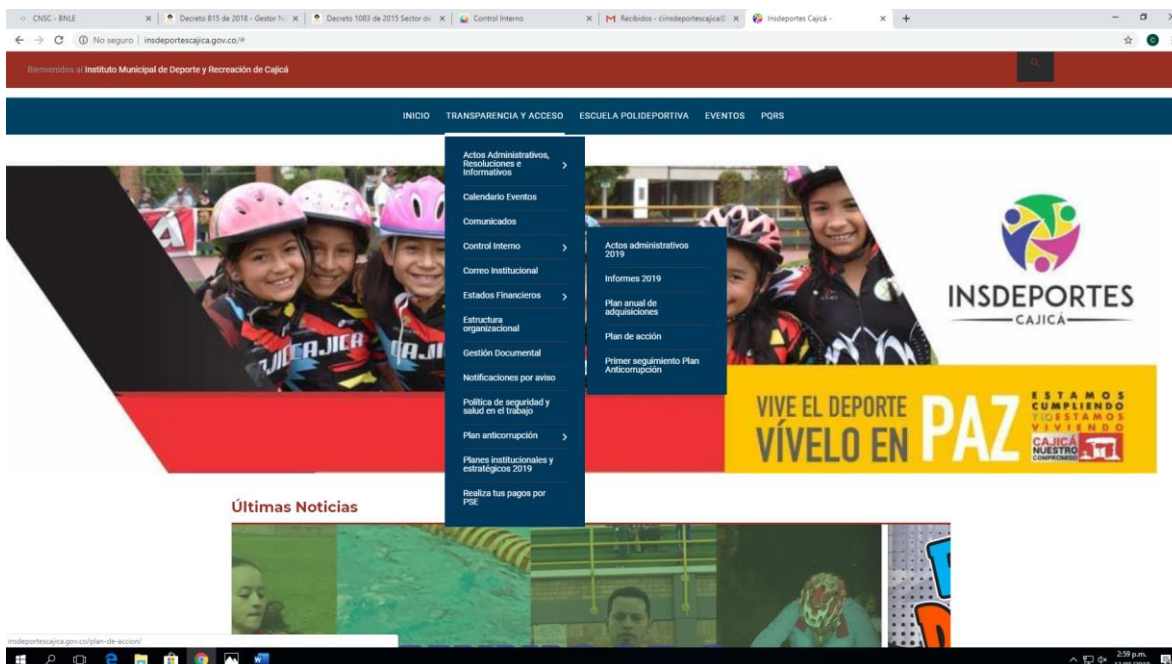 CNSC - BNLE
Decreto 815 de 2018 - Gestor N
Decreto 1083 de 2015 Sector de
Control Interno
Recibidos - ciinsdeportescajica@
Insdeportes Cajicá -
No seguro | insdeportescajica.gov.co/#
Bienvenidos al Instituto Municipal de Deporte y Recreación de Cajicá
INICIO TRANSPARENCIA Y ACCESO ESCUELA POLIDEPORTIVA EVENTOS PQRS
Actos Administrativos,
Resoluciones e
Informativos
Calendario Eventos
Comunicados
Control Interno
Correo Institucional
Estados Financieros
Estructura
organizacional
Gestión Documental
Notificaciones por aviso
Política de seguridad y
salud en el trabajo
Plan anticorrupción
Planes institucionales y
estratégicos 2019
Realiza tus pagos por
PSE
Actos administrativos
2019
Informes 2019
Plan anual de
adquisiciones
Plan de acción
Primer seguimiento Plan
Anticorrupción
CAJICA
INSDEPORTES
CAJICÁ
VIVE EL DEPORTE
VÍVELO EN PAZ
ESTAMOS
CUMPLIENDO
Y LO ESTAMOS
VIVIENDO
CAJICÁ
NUESTRO
COMPROMISO
Últimas Noticias
insdeportescajica.gov.co/plan-de-accion/
2:59 p.m.